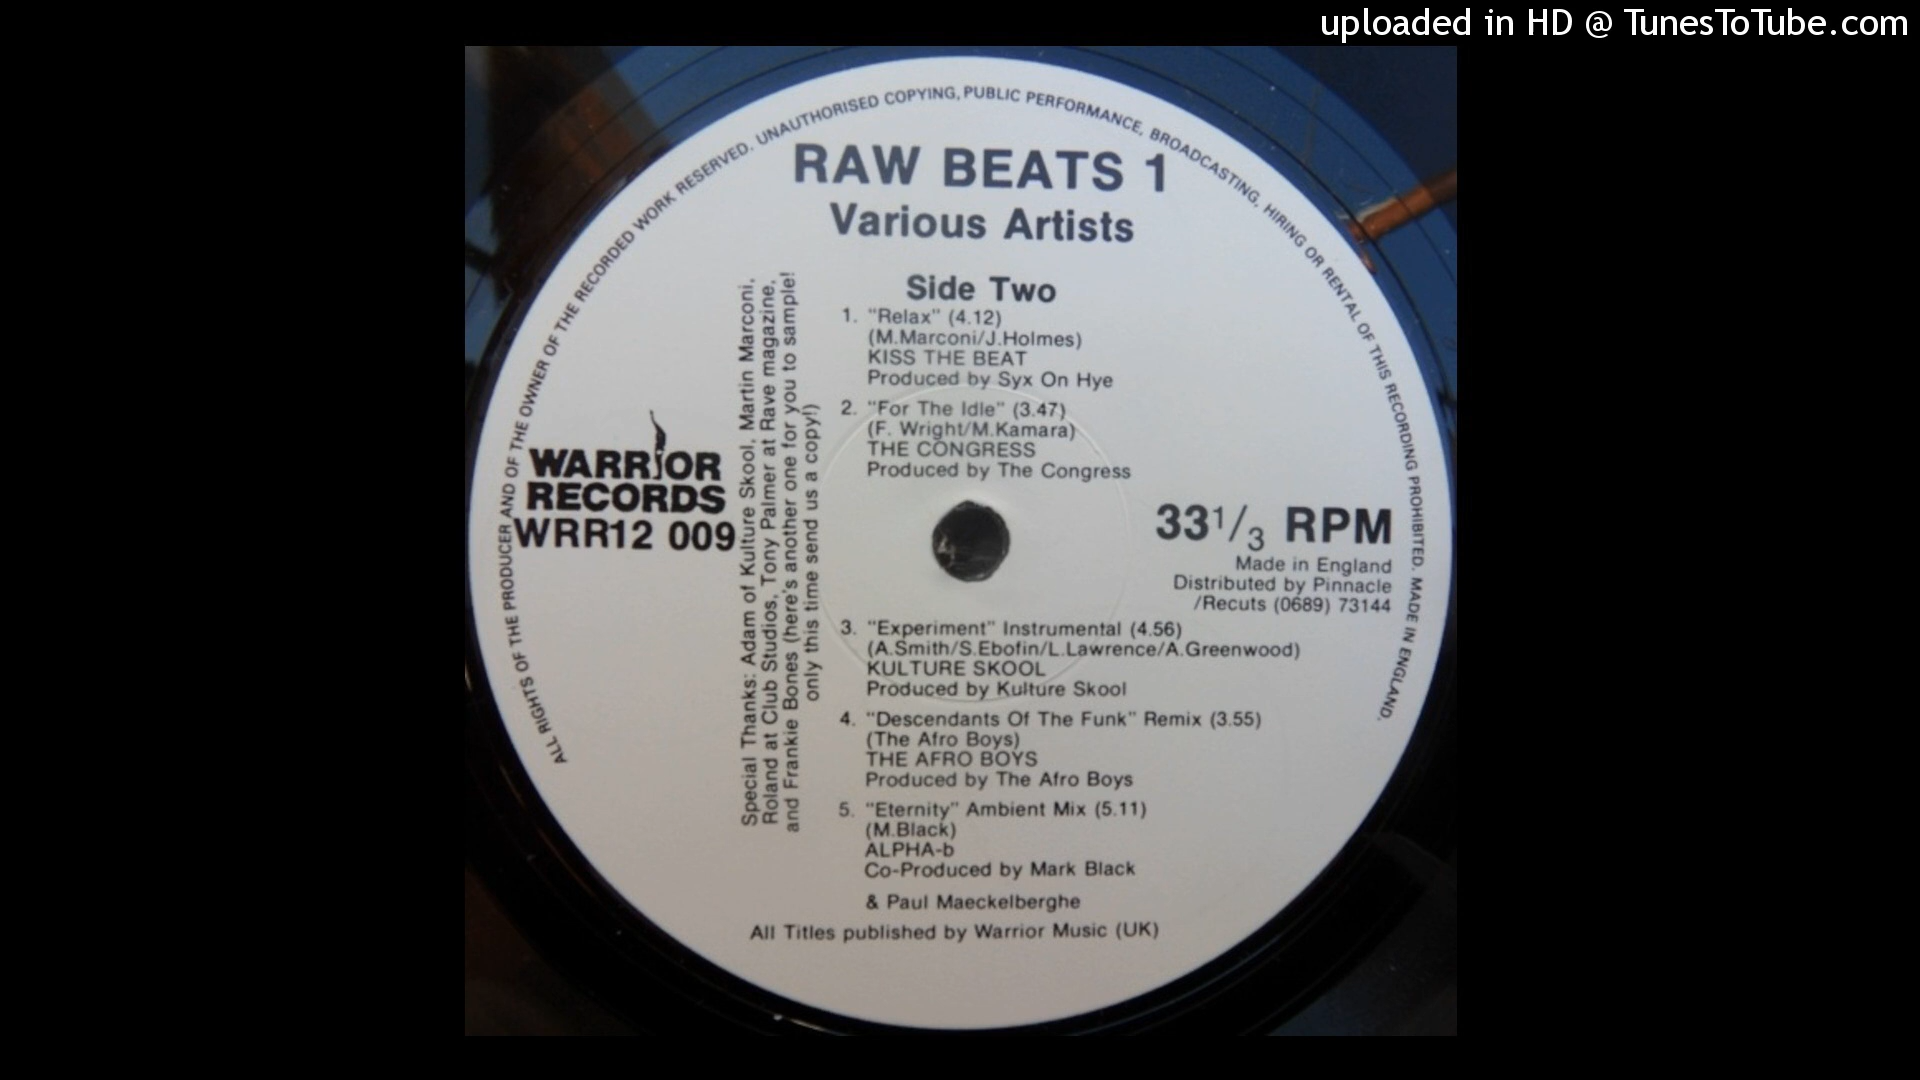 uploaded in HD @ TunesToTube.com
ALL RIGHTS OF THE PRODUCER AND OF THE OWNER OF THE RECORDED WORK RESERVED. UNAUTHORISED COPYING, PUBLIC PERFORMANCE, BROADCASTING, HIRING OR RENTAL OF THIS RECORDING PROHIBITED. MADE IN ENGLAND.
RAW BEATS 1
Various Artists
Side Two
1. "Relax" (4.12)
(M.Marconi/J.Holmes)
KISS THE BEAT
Produced by Syx On Hye
2. "For The Idle" (3.47)
(F. Wright/M.Kamara)
THE CONGRESS
Produced by The Congress
WARRIOR
RECORDS
WRR12 009
Special Thanks: Adam of Kulture Skool, Martin Marconi,
Roland at Club Studios, Tony Palmer at Rave magazine,
and Frankie Bones (here's another one for you to sample!
only this time send us a copy!)
33 1/3 RPM
Made in England
Distributed by Pinnacle
/Recuts (0689) 73144
3. "Experiment" Instrumental (4.56)
(A.Smith/S.Ebofin/L.Lawrence/A.Greenwood)
KULTURE SKOOL
Produced by Kulture Skool
4. "Descendants Of The Funk" Remix (3.55)
(The Afro Boys)
THE AFRO BOYS
Produced by The Afro Boys
5. "Eternity" Ambient Mix (5.11)
(M.Black)
ALPHA-b
Co-Produced by Mark Black
& Paul Maeckelberghe
All Titles published by Warrior Music (UK)